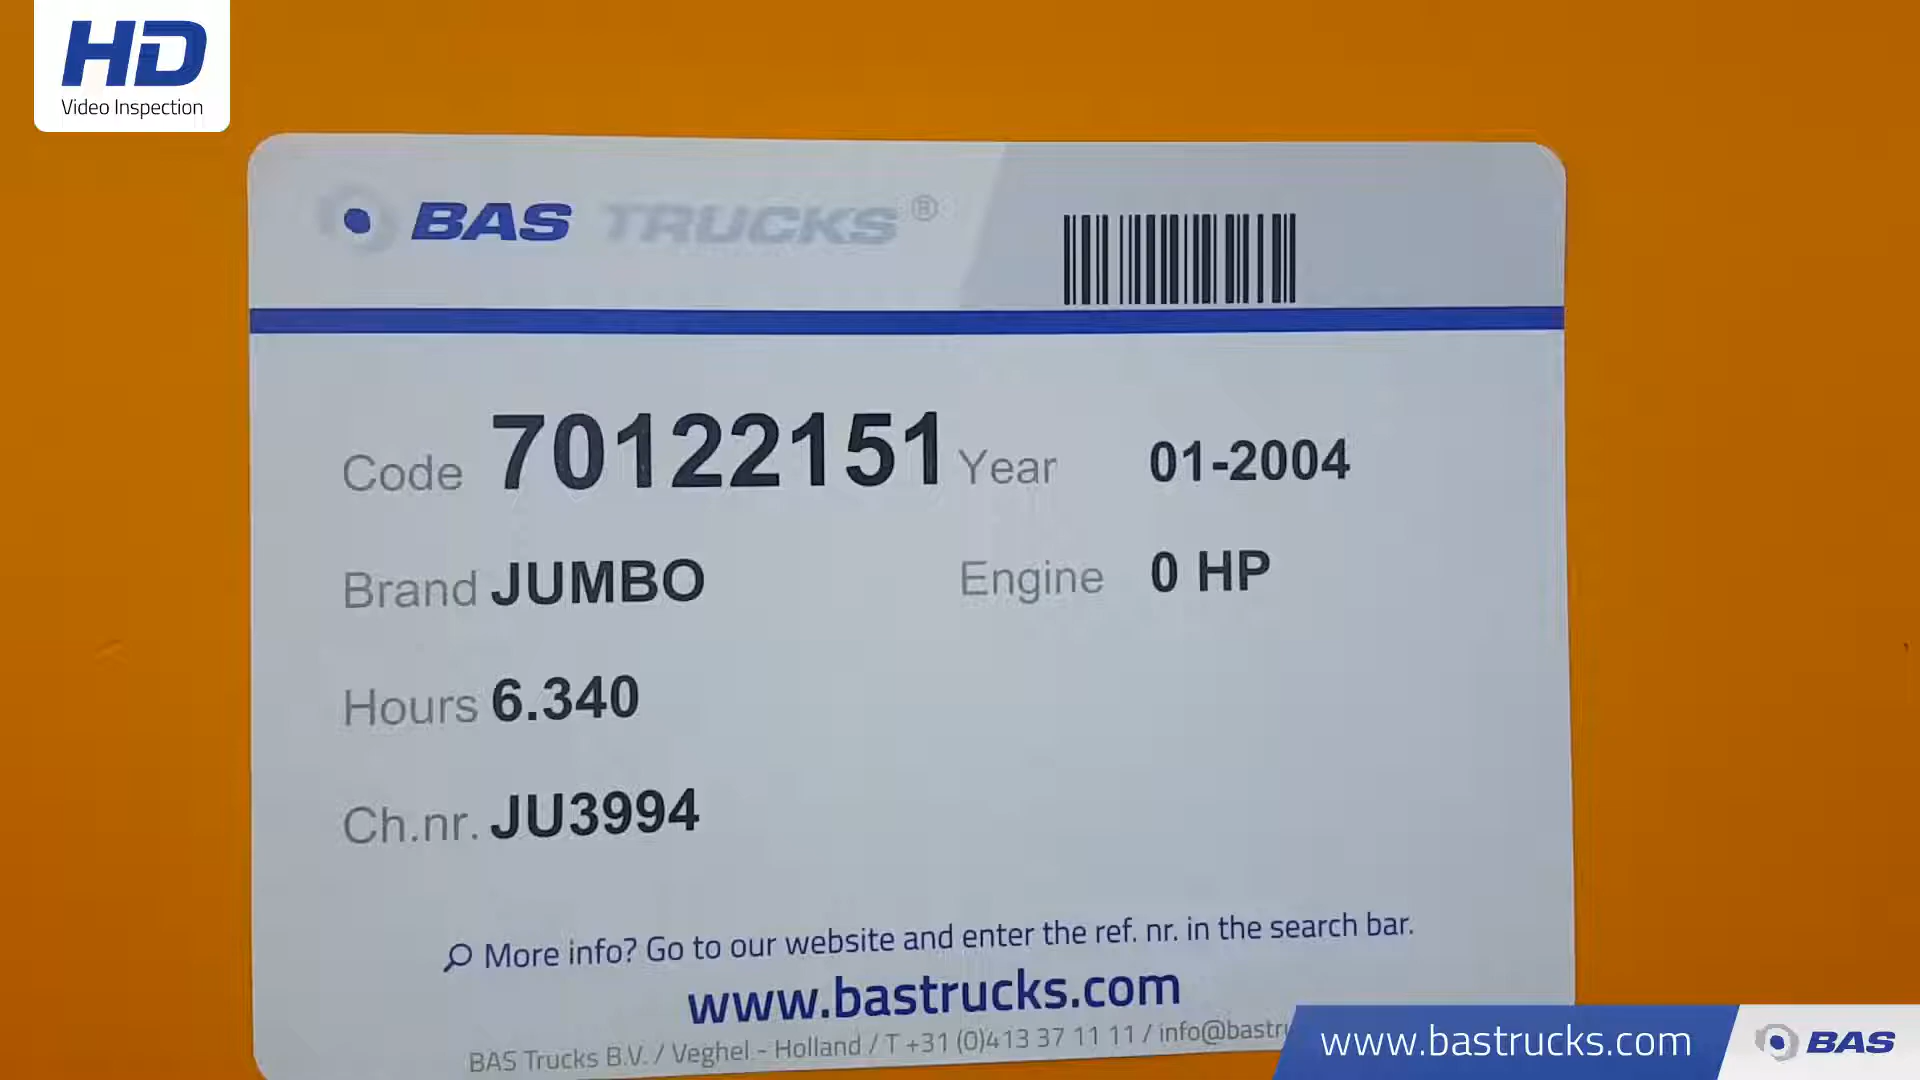 HD
Video Inspection
BAS TRUCKS®
Code 70122151 Year 01-2004
Brand JUMBO Engine 0 HP
Hours 6.340
Ch.nr. JU3994
More info? Go to our website and enter the ref. nr. in the search bar.
www.bastrucks.com
BAS Trucks B.V. / Veghel - Holland / T +31 (0)413 37 11 11 /
www.bastrucks.com BAS